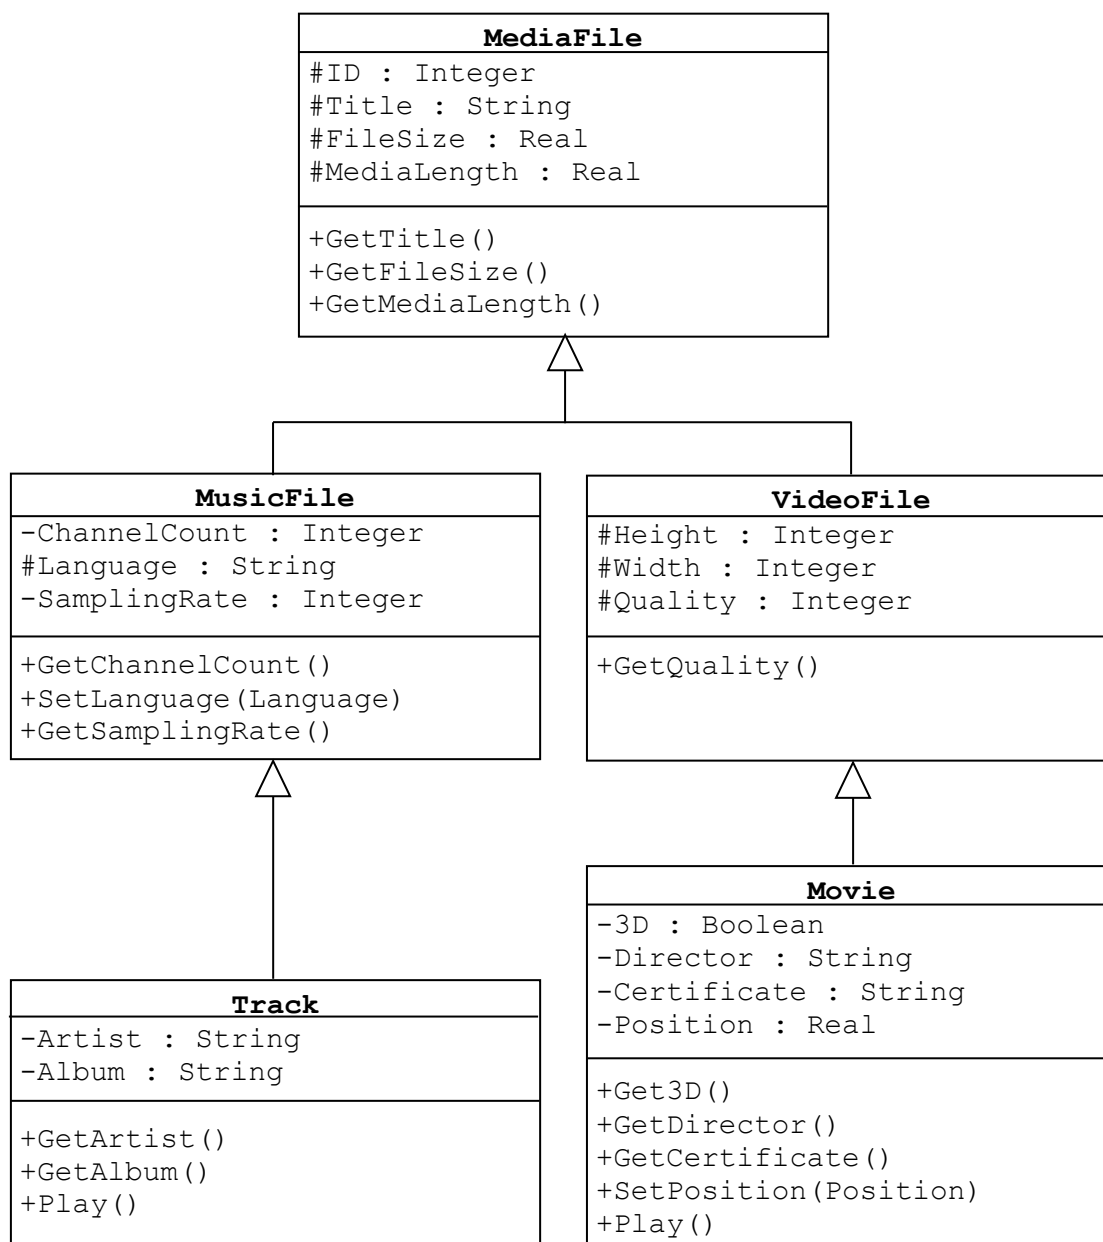 MediaFile
#ID : Integer
#Title : String
#FileSize : Real
#MediaLength : Real
+GetTitle()
+GetFileSize()
+GetMediaLength()
MusicFile
-ChannelCount : Integer
#Language : String
-SamplingRate : Integer
+GetChannelCount()
+SetLanguage(Language)
+GetSamplingRate()
VideoFile
#Height : Integer
#Width : Integer
#Quality : Integer
+GetQuality()
Track
-Artist : String
-Album : String
+GetArtist()
+GetAlbum()
+Play()
Movie
-3D : Boolean
-Director : String
-Certificate : String
-Position : Real
+Get3D()
+GetDirector()
+GetCertificate()
+SetPosition(Position)
+Play()